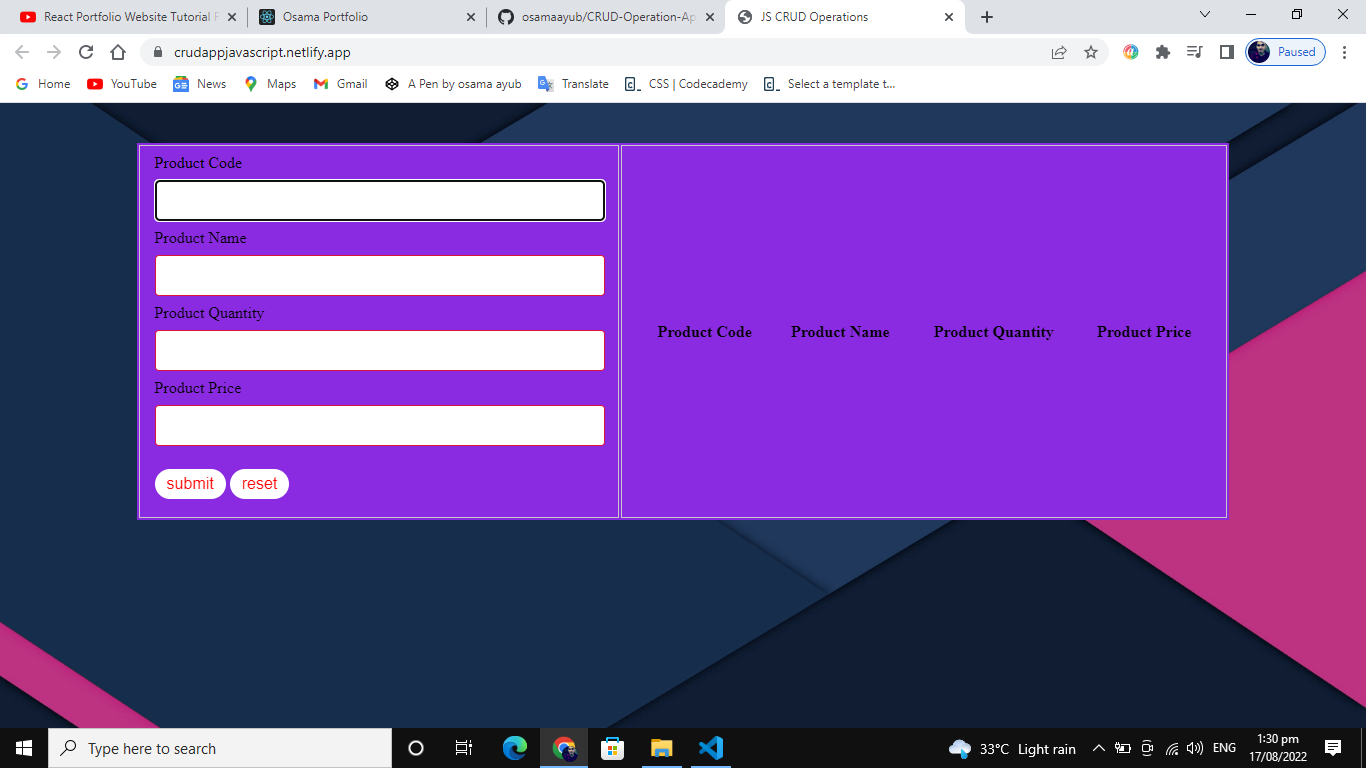 React Portfolio Website Tutorial
Osama Portfolio
osamaayub/CRUD-Operation-Ap
JS CRUD Operations
crudappjavascript.netlify.app
Paused
Home
YouTube
News
Maps
Gmail
A Pen by osama ayub
Translate
CSS | Codecademy
Select a template t...
Product Code
Product Name
Product Quantity
Product Price
submit reset
Product Code Product Name Product Quantity Product Price
Type here to search
33°C Light rain
ENG
1:30 pm
17/08/2022